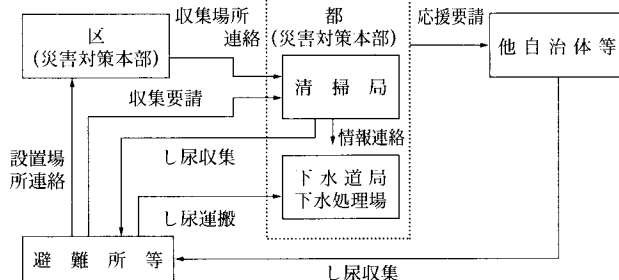 区
(災害対策本部)
収集場所
連絡
都
(災害対策本部)
応援要請
他自治体等
清掃局
収集要請
情報連絡
し尿収集
設置場
所連絡
下水道局
下水処理場
し尿運搬
避難所等
し尿収集